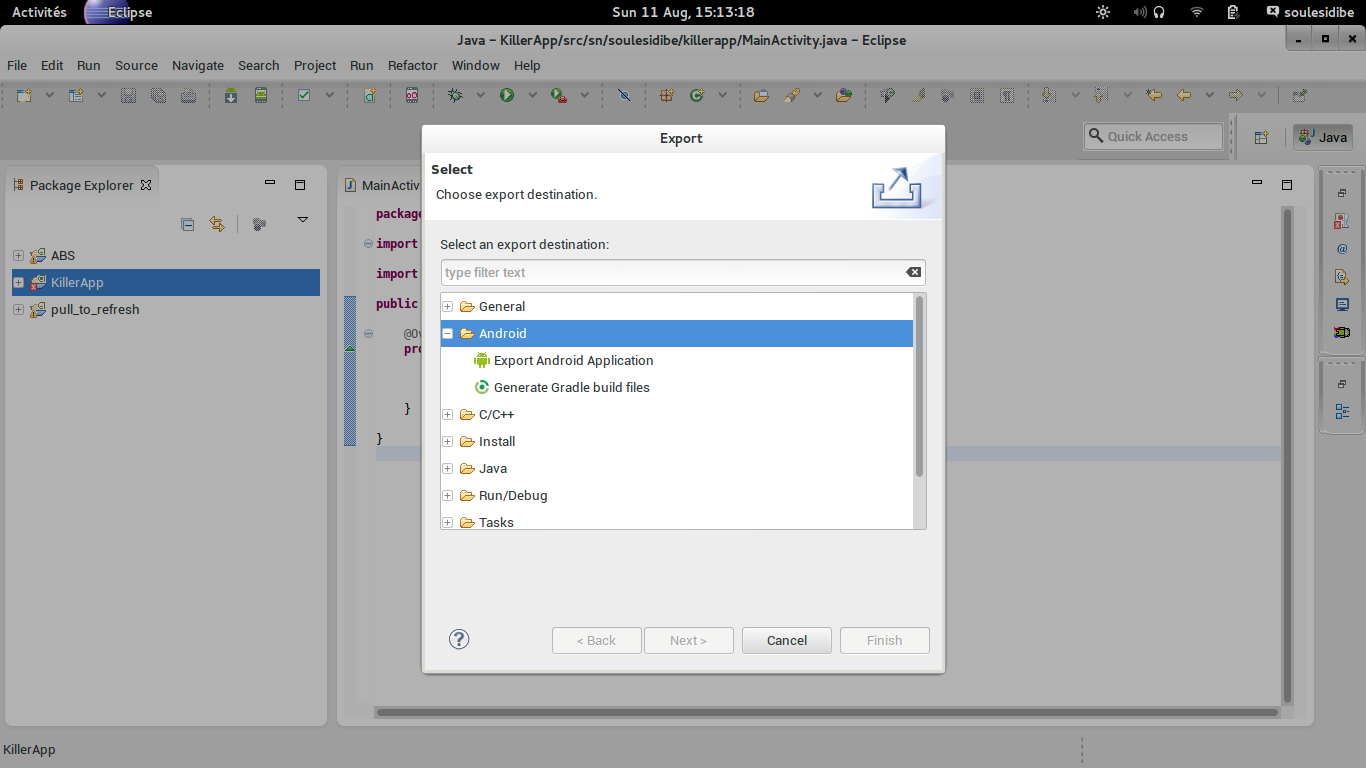 Activités Eclipse Sun 11 Aug, 15:13:18 soulesidibe
Java – KillerApp/src/sn/soulesidibe/killerapp/MainActivity.java – Eclipse
File Edit Run Source Navigate Search Project Run Refactor Window Help
Quick Access Java
Package Explorer
ABS
KillerApp
pull_to_refresh
MainActiv
package
import
import
public
@Ov
pro
}
}
Export
Select
Choose export destination.
Select an export destination:
type filter text
General
Android
Export Android Application
Generate Gradle build files
C/C++
Install
Java
Run/Debug
Tasks
? < Back Next > Cancel Finish
KillerApp